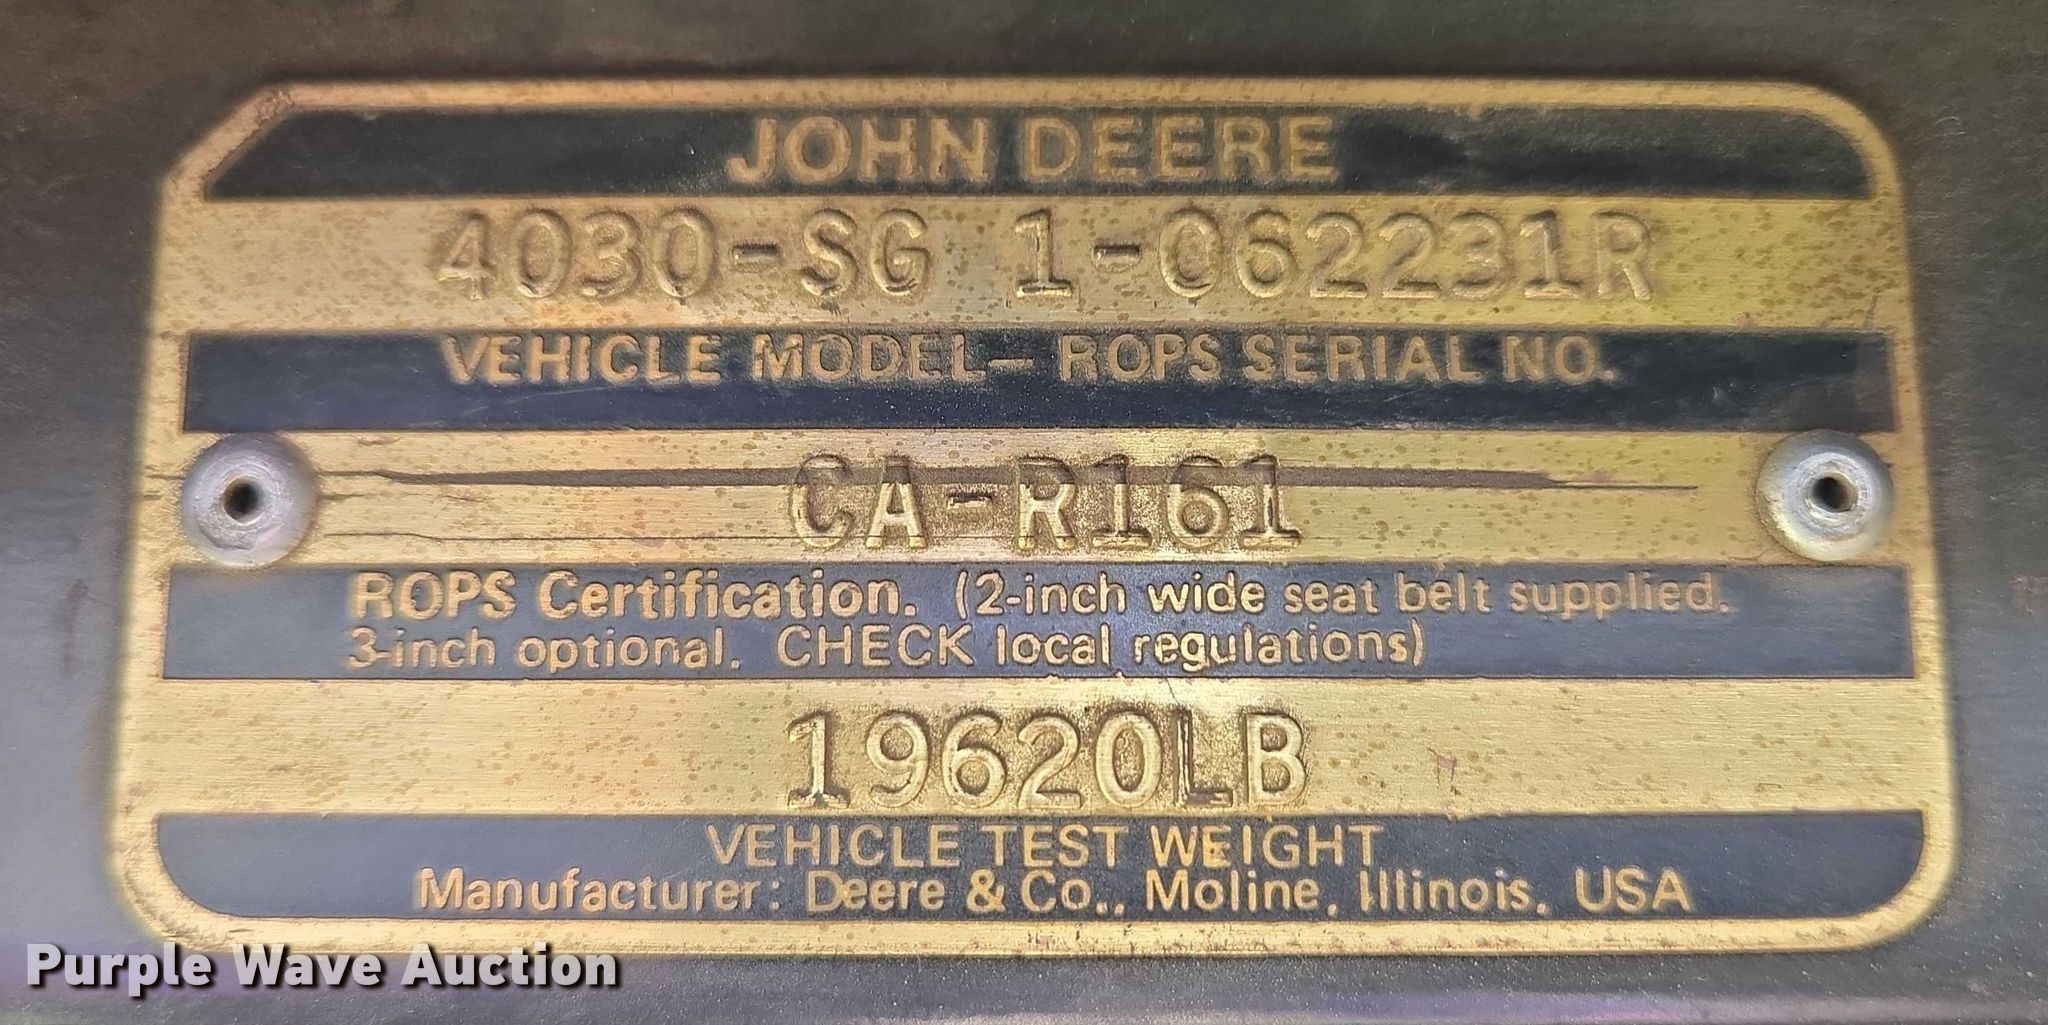 JOHN DEERE
4030-SG 1-062231R
VEHICLE MODEL - ROPS SERIAL NO.
CA-R161
ROPS Certification. (2-inch wide seat belt supplied.
3-inch optional. CHECK local regulations)
19620LB
VEHICLE TEST WEIGHT
Manufacturer: Deere & Co., Moline, Illinois, USA
Purple Wave Auction